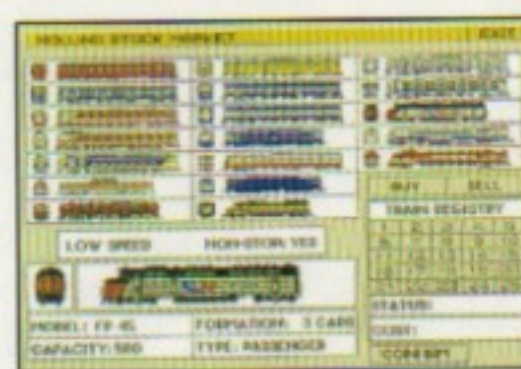 ROLLING STOCK MARKET EXIT
BUY SELL
TRAIN REGISTRY
LOW SPEED NON-STOP: YES
STATUS:
MODEL: FP 45 FORMATION: 3 CARS
COST:
CAPACITY: 580 TYPE: PASSENGER
CONFIRM